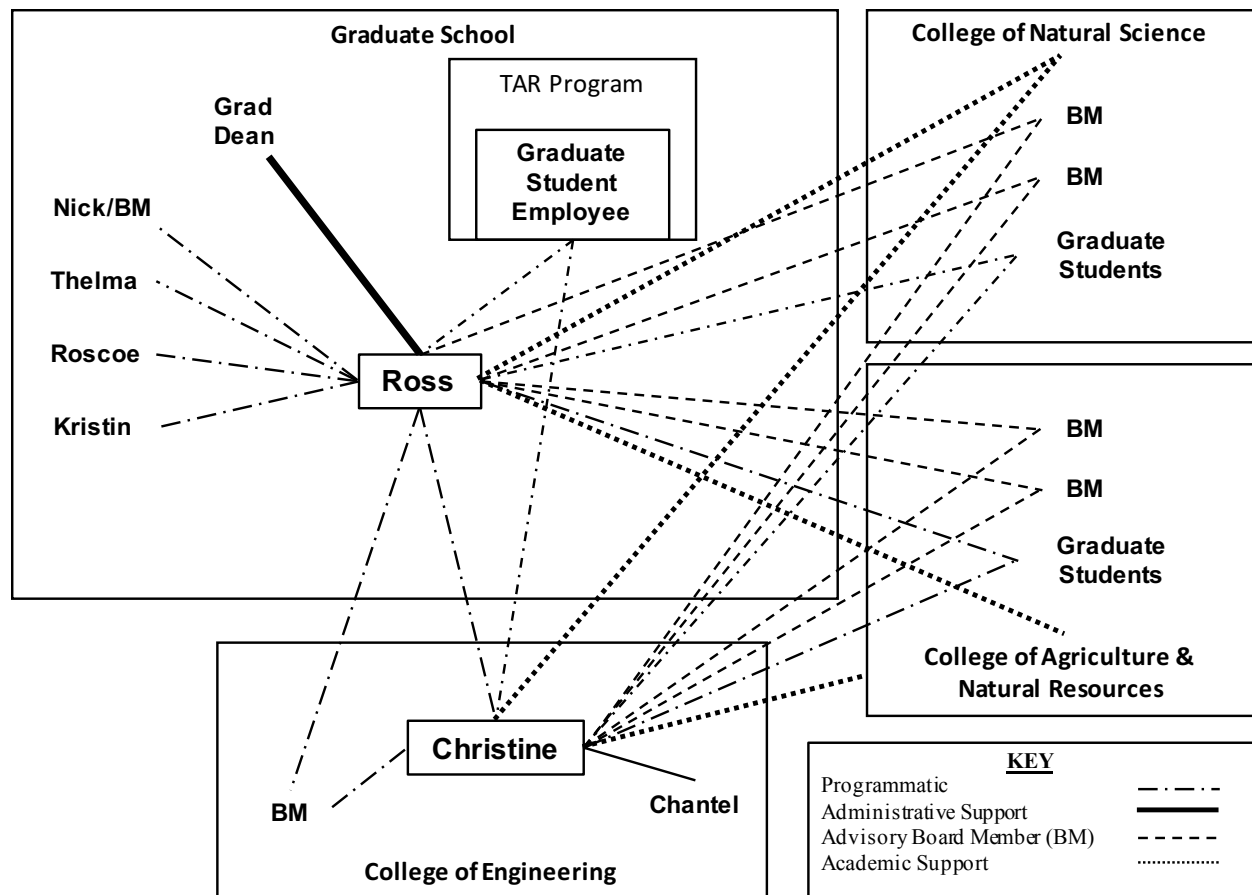 Graduate School
TAR Program
Graduate
Student
Employee
Grad
Dean
Nick/BM
Thelma
Roscoe
Kristin
Ross
College of Natural Science
BM
BM
Graduate
Students
BM
BM
Graduate
Students
College of Agriculture &
Natural Resources
Christine
Chantel
BM
College of Engineering
KEY
Programmatic
Administrative Support
Advisory Board Member (BM)
Academic Support